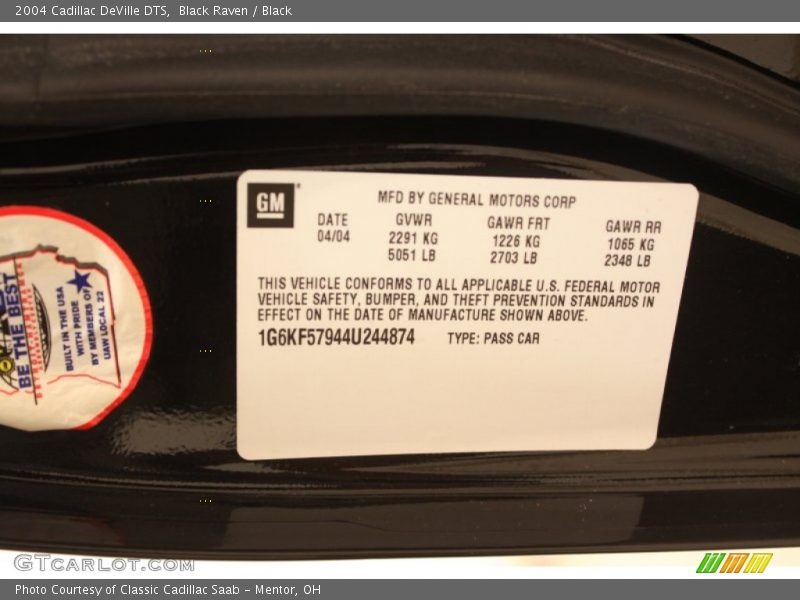 2004 Cadillac DeVille DTS,  Black Raven / Black
GM
MFD BY GENERAL MOTORS CORP
DATE GVWR GAWR FRT GAWR RR
04/04 2291 KG 1226 KG 1065 KG
5051 LB 2703 LB 2348 LB
THIS VEHICLE CONFORMS TO ALL APPLICABLE U.S. FEDERAL MOTOR
VEHICLE SAFETY, BUMPER, AND THEFT PREVENTION STANDARDS IN
EFFECT ON THE DATE OF MANUFACTURE SHOWN ABOVE.
1G6KF57944U244874 TYPE: PASS CAR
BE THE BEST
BUILT IN THE USA
WITH PRIDE
BY MEMBERS OF
UAW LOCAL 22
GTCARLOT.COM
Photo Courtesy of Classic Cadillac Saab - Mentor, OH